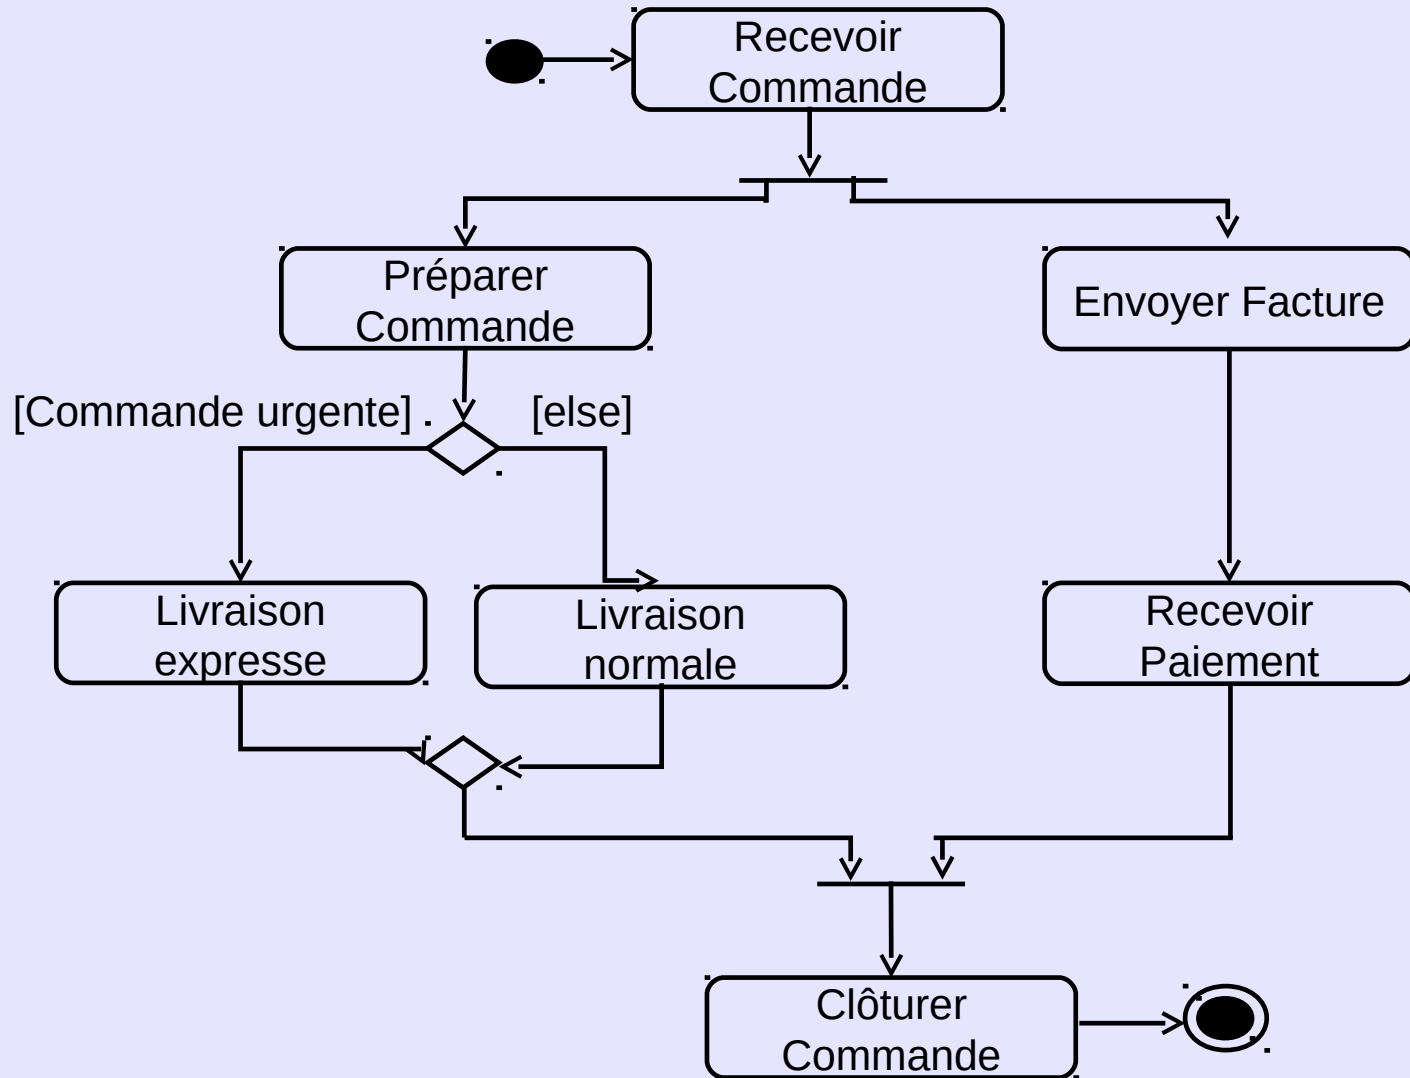 Recevoir
Commande
Préparer
Commande
Envoyer Facture
[Commande urgente]
[else]
Livraison
expresse
Livraison
normale
Recevoir
Paiement
Clôturer
Commande